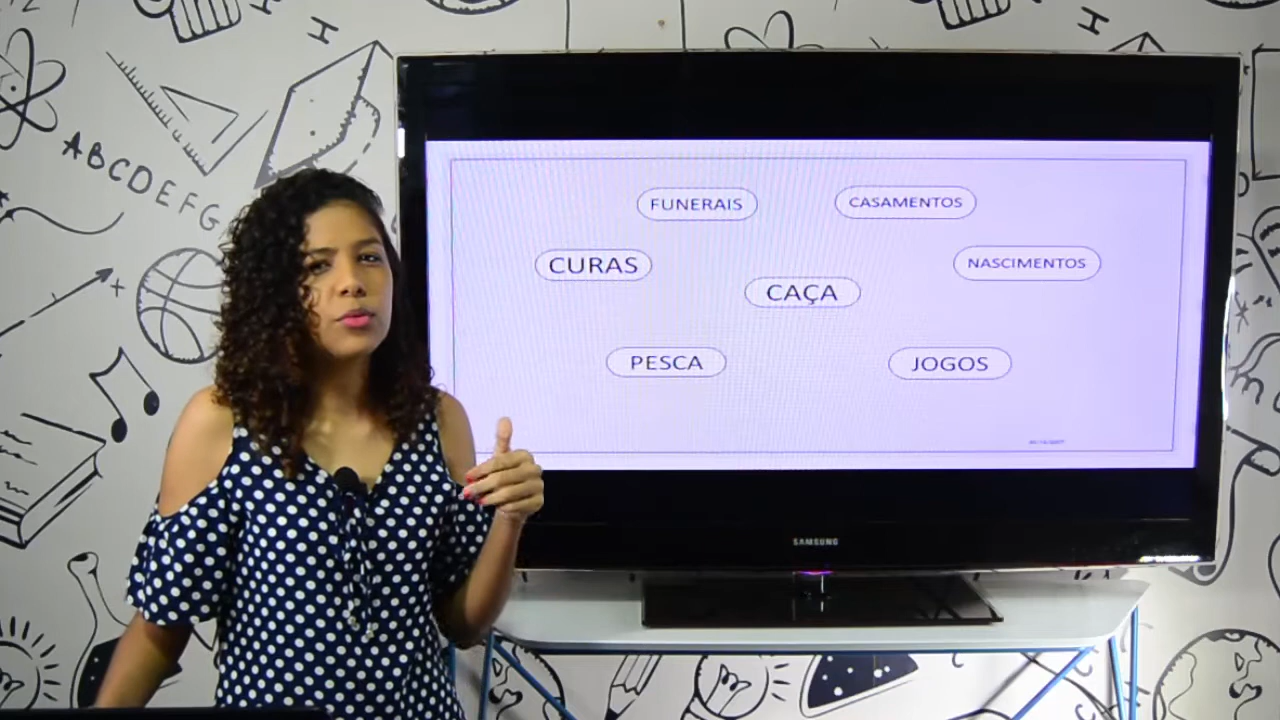 H
H
ABCDEFG
FUNERAIS
CASAMENTOS
CURAS
NASCIMENTOS
CAÇA
PESCA
JOGOS
SAMSUNG